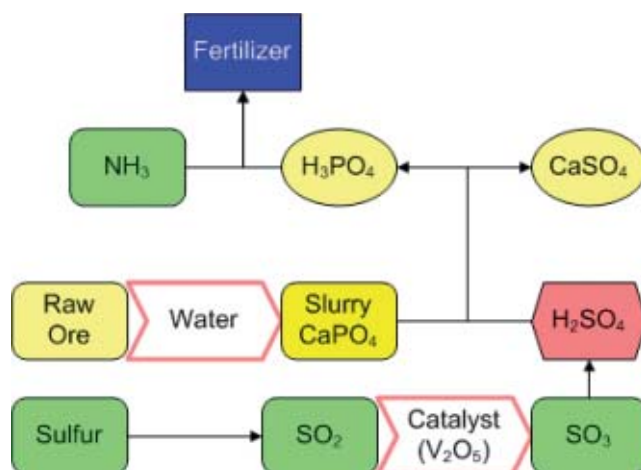 Fertilizer
NH₃
H₃PO₄
CaSO₄
Raw
Ore
Water
Slurry
CaPO₄
H₂SO₄
Sulfur
SO₂
Catalyst
(V₂O₅)
SO₃